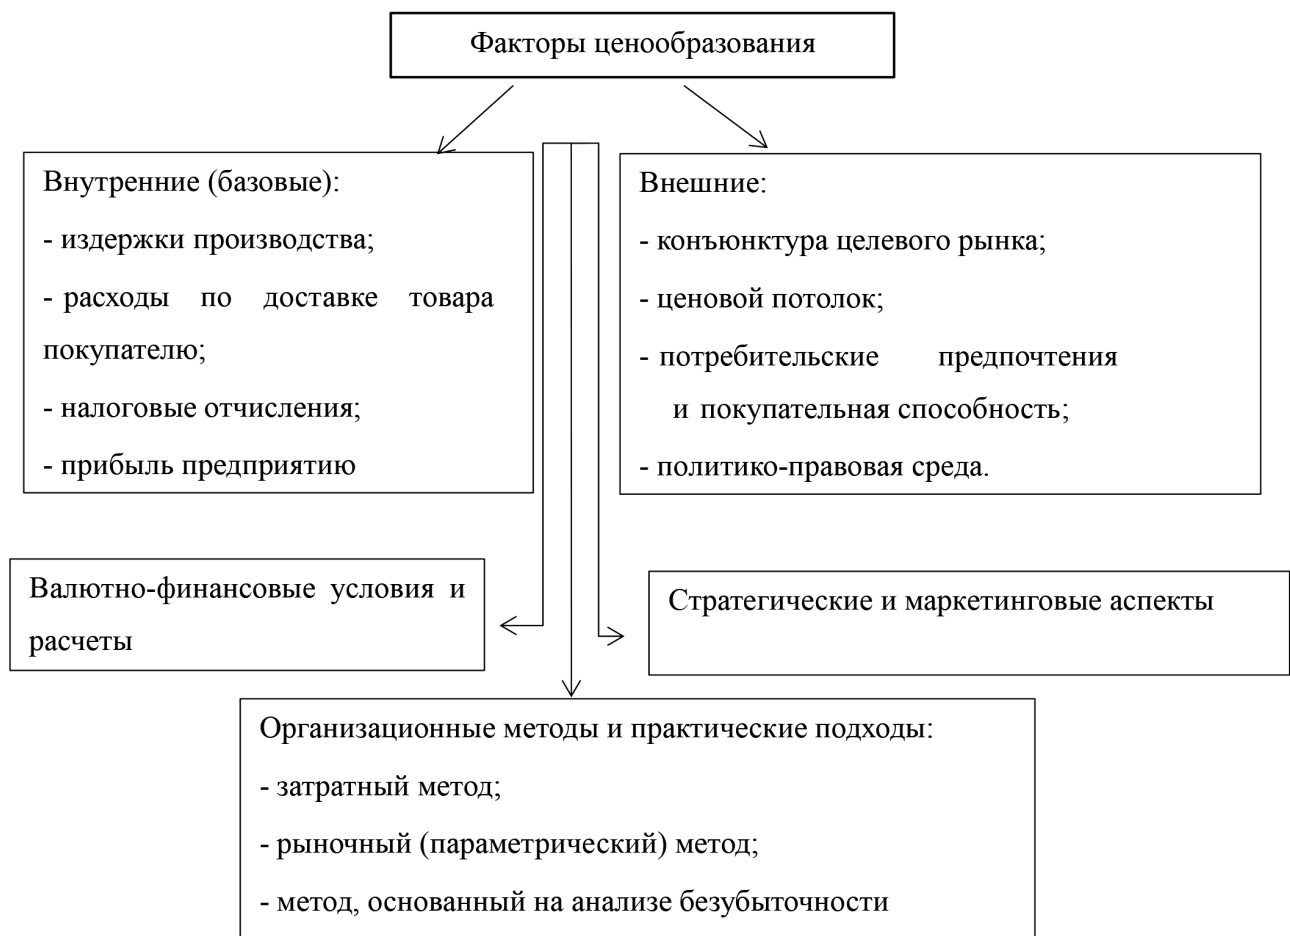 Факторы ценообразования
Внутренние (базовые):
- издержки производства;
- расходы по доставке товара
покупателю;
- налоговые отчисления;
- прибыль предприятию
Внешние:
- конъюнктура целевого рынка;
- ценовой потолок;
- потребительские предпочтения
и покупательная способность;
- политико-правовая среда.
Валютно-финансовые условия и
расчеты
Стратегические и маркетинговые аспекты
Организационные методы и практические подходы:
- затратный метод;
- рыночный (параметрический) метод;
- метод, основанный на анализе безубыточности